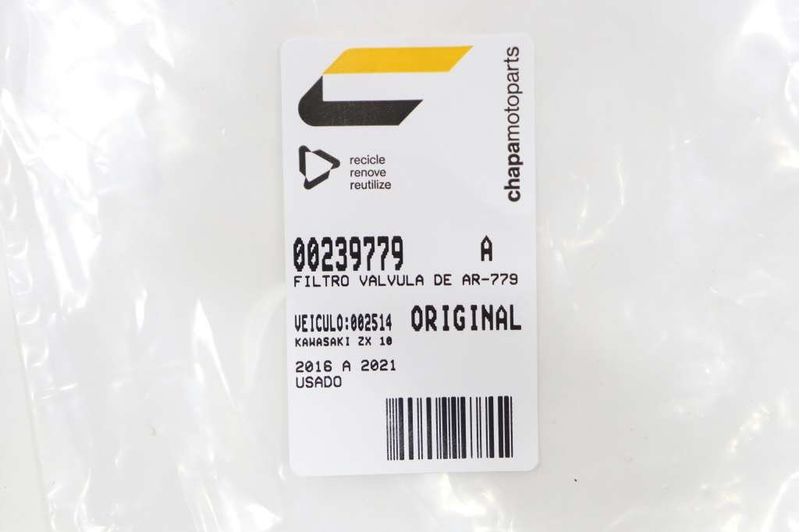 chapamotoparts
recicle
renove
reutilize
00239779 A
FILTRO VALVULA DE AR-779
VEICULO:002514 ORIGINAL
KAWASAKI ZX 10
2016 A 2021
USADO